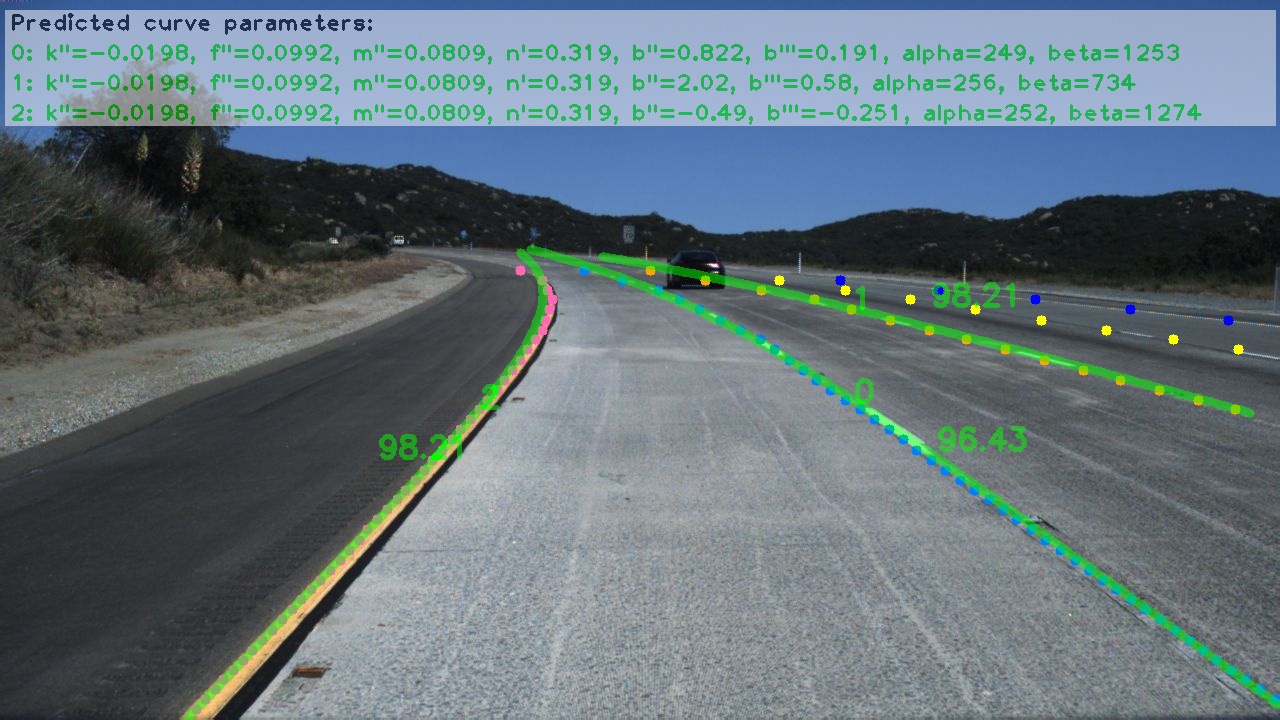 Predicted curve parameters:
0: k''=-0.0198, f''=0.0992, m''=0.0809, n'=0.319, b''=0.822, b'''=0.191, alpha=249, beta=1253
1: k''=-0.0198, f''=0.0992, m''=0.0809, n'=0.319, b''=2.02, b'''=0.58, alpha=256, beta=734
2: k''=-0.0198, f''=0.0992, m''=0.0809, n'=0.319, b''=-0.49, b'''=-0.251, alpha=252, beta=1274
1 98.21
2 0
98.21 96.43